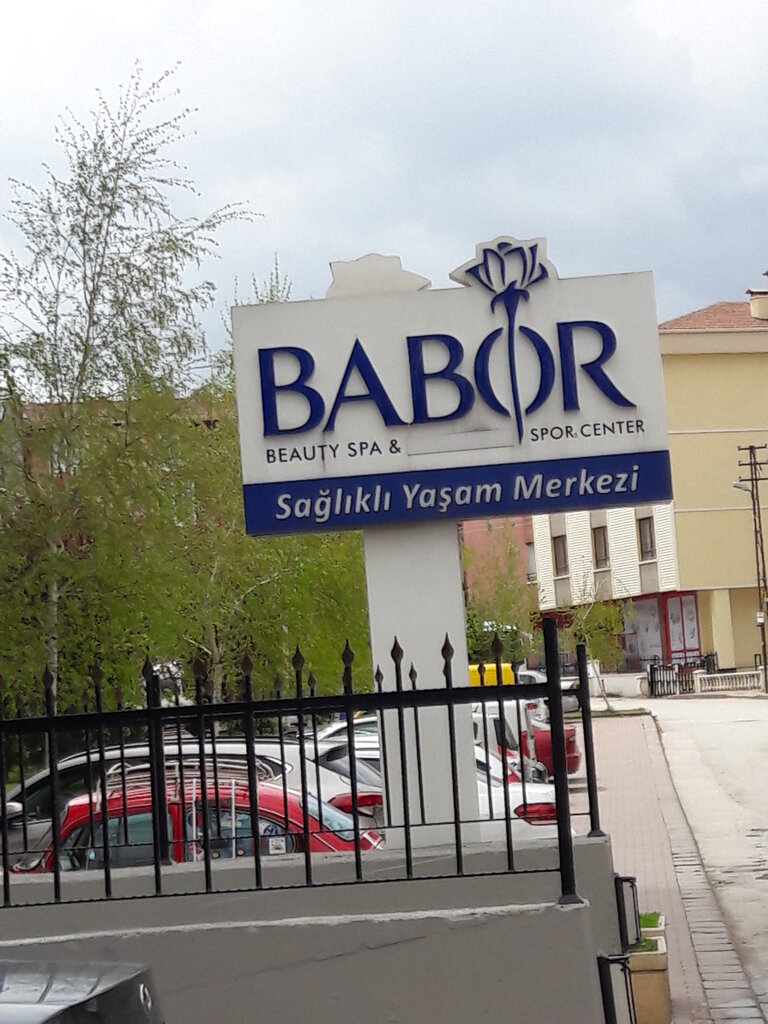 BABOR
BEAUTY SPA & SPOR CENTER
Sağlıklı Yaşam Merkezi